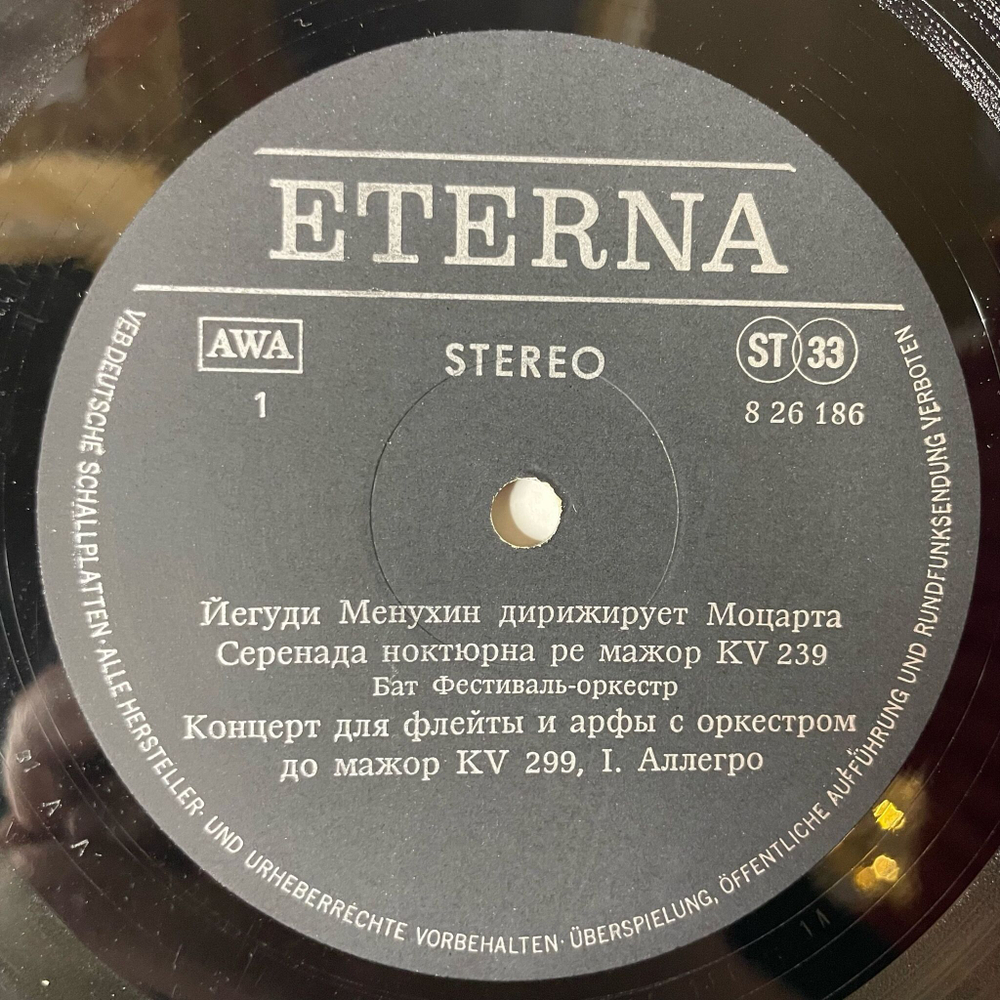 ETERNA
AWA
STEREO
ST 33
1
8 26 186
Йегуди Менухин дирижирует Моцарта
Серенада ноктюрна ре мажор KV 239
Бат Фестиваль-оркестр
Концерт для флейты и арфы с оркестром
до мажор KV 299, I. Аллегро
VEB DEUTSCHE SCHALLPLATTEN · ALLE HERSTELLER- UND URHEBERRECHTE VORBEHALTEN · ÜBERSPIELUNG, ÖFFENTLICHE AUFFÜHRUNG UND RUNDFUNKSENDUNG VERBOTEN